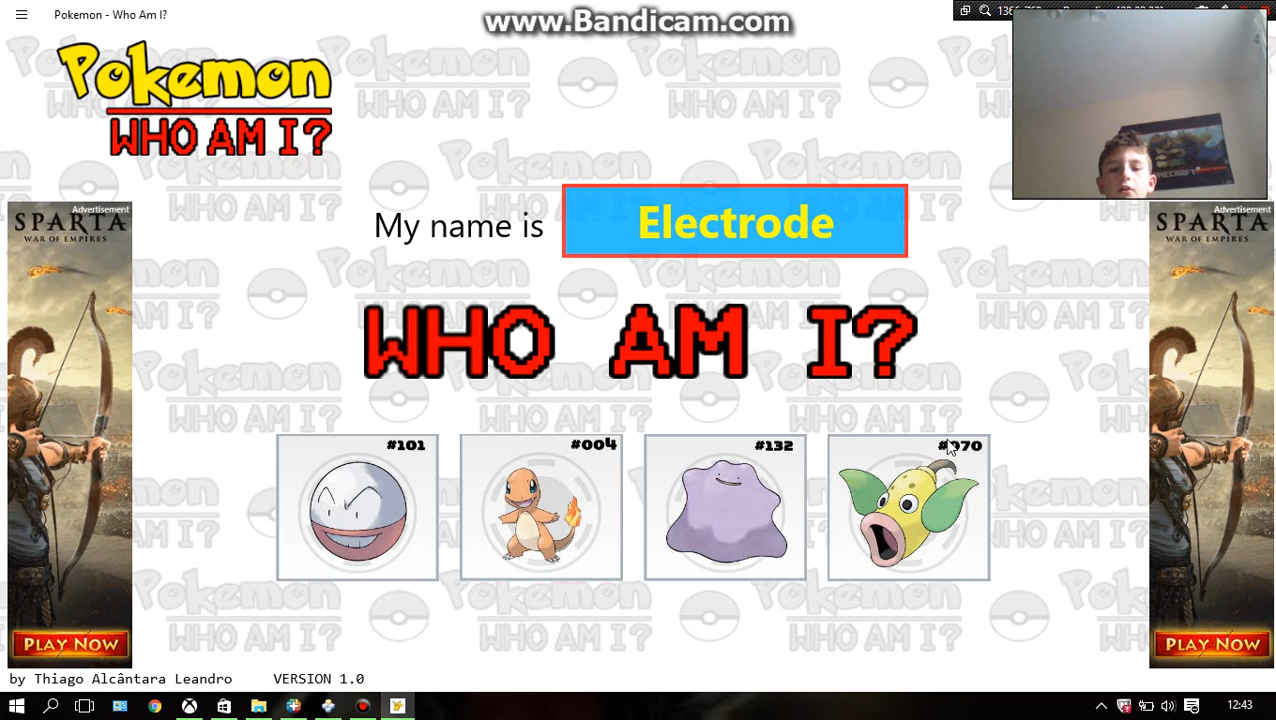 Pokemon - Who Am I?
www.Bandicam.com
Pokemon
WHO AM I?
My name is Electrode
WHO AM I?
Advertisement
SPARTA
WAR OF EMPIRES
PLAY NOW
Advertisement
SPARTA
WAR OF EMPIRES
PLAY NOW
#101
#004
#132
#070
by Thiago Alcântara Leandro VERSION 1.0
12:43